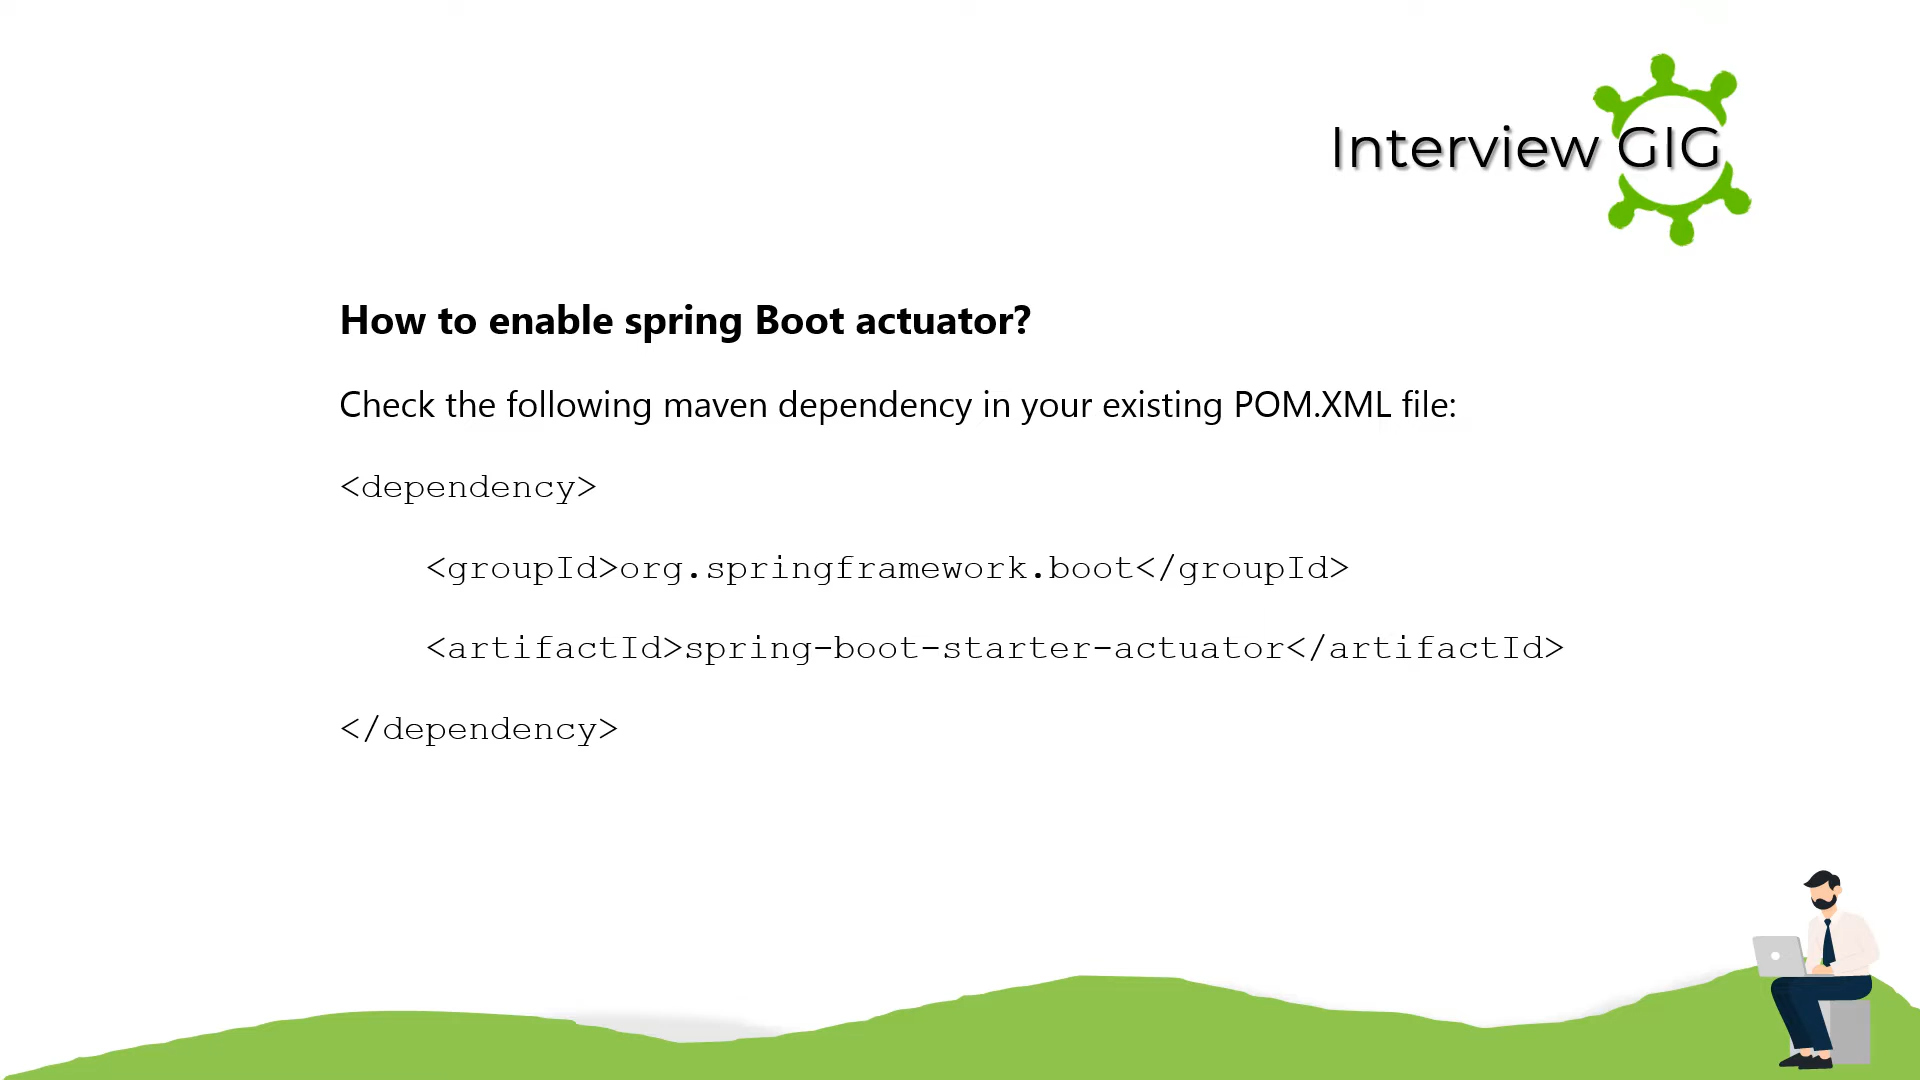 Interview GIG
How to enable spring Boot actuator?
Check the following maven dependency in your existing POM.XML file:
<dependency>
<groupId>org.springframework.boot</groupId>
<artifactId>spring-boot-starter-actuator</artifactId>
</dependency>